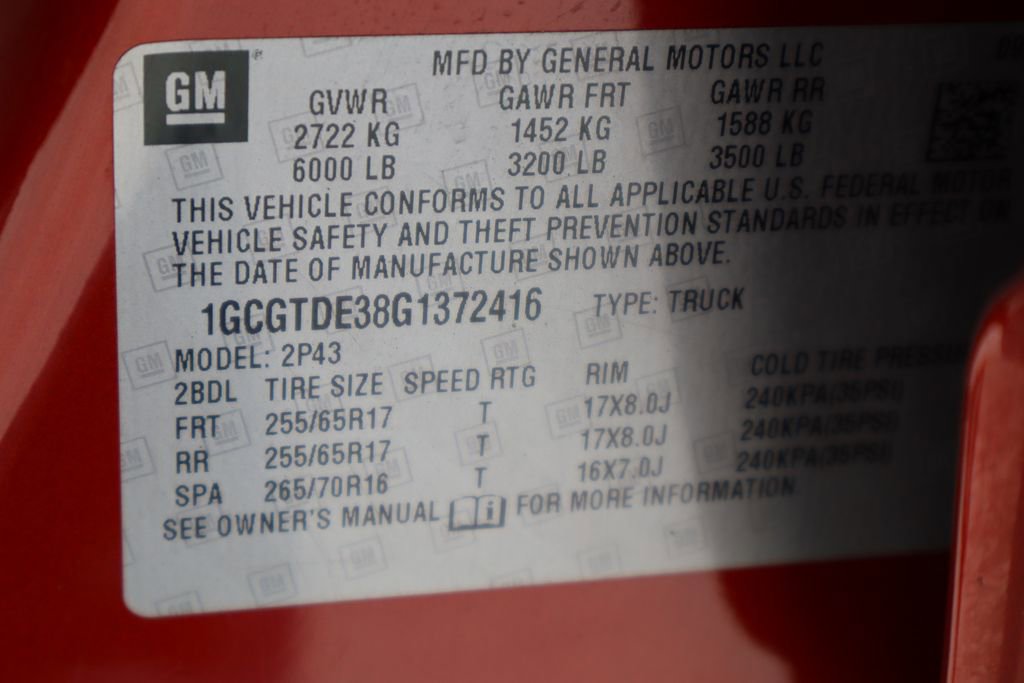 GM MFD BY GENERAL MOTORS LLC
GVWR GAWR FRT GAWR RR
2722 KG 1452 KG 1588 KG
6000 LB 3200 LB 3500 LB
THIS VEHICLE CONFORMS TO ALL APPLICABLE U.S. FEDERAL MOTOR
VEHICLE SAFETY AND THEFT PREVENTION STANDARDS IN EFFECT ON
THE DATE OF MANUFACTURE SHOWN ABOVE.
1GCGTDE38G1372416 TYPE: TRUCK
MODEL: 2P43
2BDL TIRE SIZE SPEED RTG RIM COLD TIRE
FRT 255/65R17 T 17X8.0J 240KPA(35PSI)
RR 255/65R17 T 17X8.0J 240KPA(35PSI)
SPA 265/70R16 T 16X7.0J 240KPA(35PSI)
SEE OWNER'S MANUAL FOR MORE INFORMATION